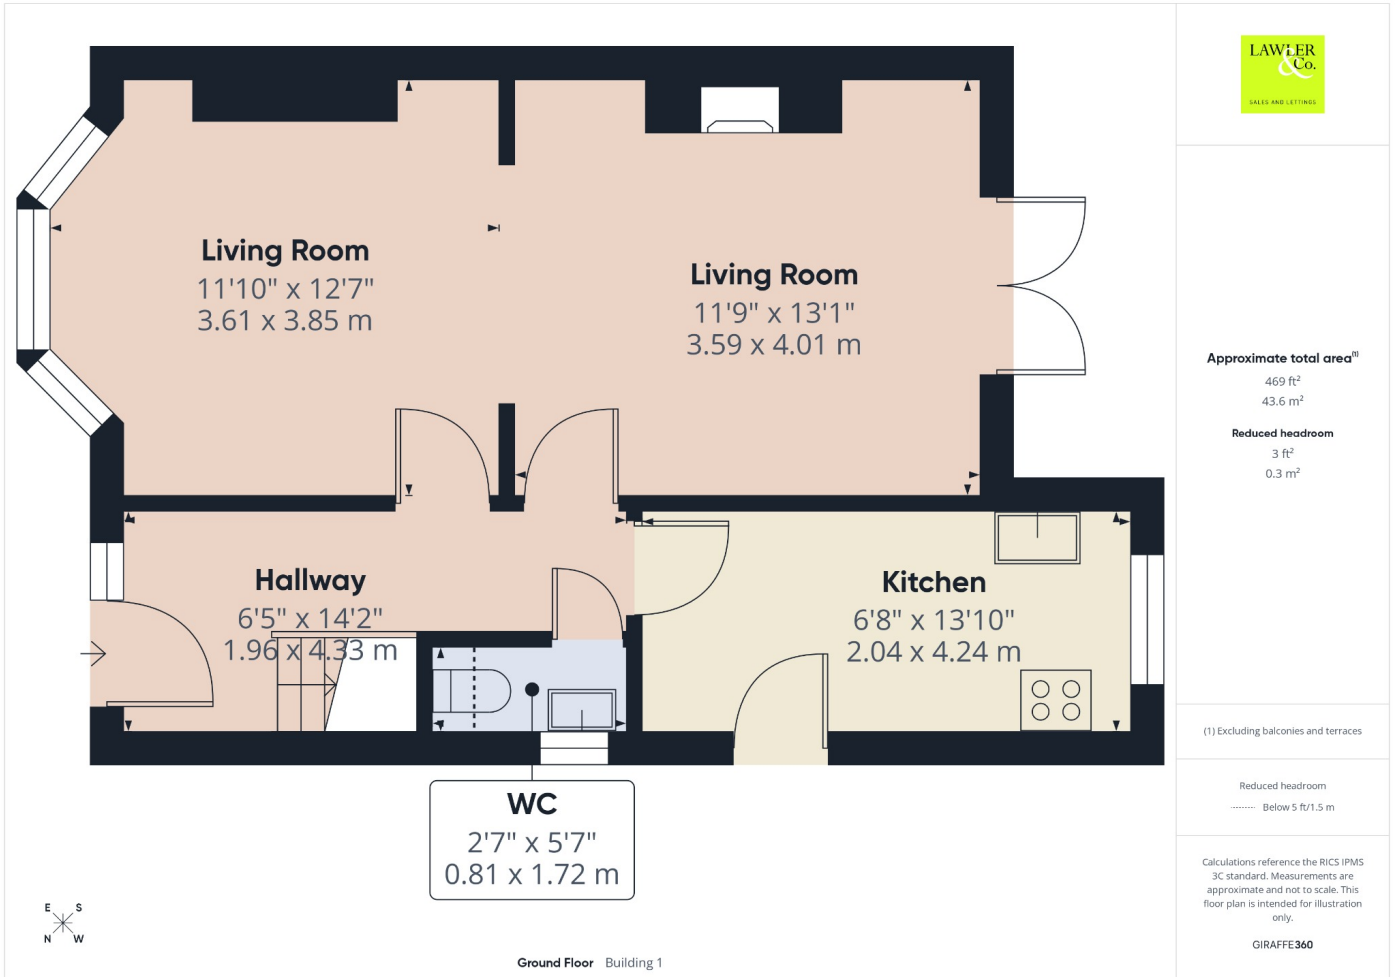 Living Room
11'10" x 12'7"
3.61 x 3.85 m
Living Room
11'9" x 13'1"
3.59 x 4.01 m
Hallway
6'5" x 14'2"
1.96 x 4.33 m
Kitchen
6'8" x 13'10"
2.04 x 4.24 m
WC
2'7" x 5'7"
0.81 x 1.72 m
E S
N W
Ground Floor Building 1
LAWLER
& Co.
SALES AND LETTINGS
Approximate total area(1)
469 ft²
43.6 m²
Reduced headroom
3 ft²
0.3 m²
(1) Excluding balconies and terraces
Reduced headroom
Below 5 ft/1.5 m
Calculations reference the RICS IPMS
3C standard. Measurements are
approximate and not to scale. This
floor plan is intended for illustration
only.
GIRAFFE360